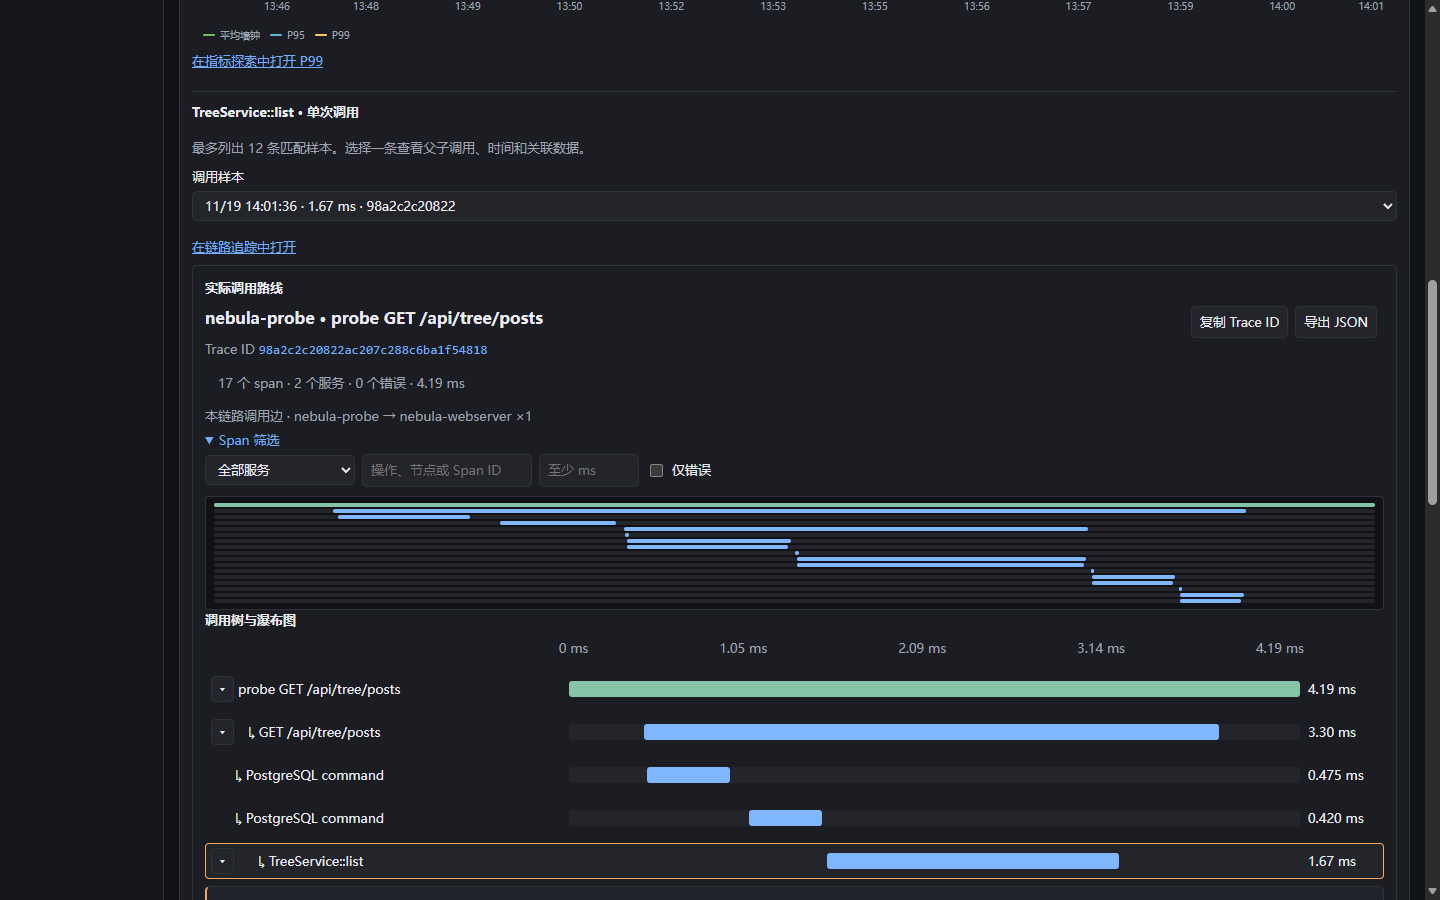 13:46 13:48 13:49 13:50 13:52 13:53 13:55 13:56 13:57 13:59 14:00 14:01
平均墙钟 P95 P99
在指标探索中打开 P99
TreeService::list • 单次调用
最多列出 12 条匹配样本。选择一条查看父子调用、时间和关联数据。
调用样本
11/19 14:01:36 · 1.67 ms · 98a2c2c20822
在链路追踪中打开
实际调用路线
nebula-probe • probe GET /api/tree/posts
复制 Trace ID 导出 JSON
Trace ID 98a2c2c20822ac207c288c6ba1f54818
17 个 span · 2 个服务 · 0 个错误 · 4.19 ms
本链路调用边 · nebula-probe → nebula-webserver ×1
▼ Span 筛选
全部服务 操作、节点或 Span ID 至少 ms 仅错误
调用树与瀑布图
0 ms 1.05 ms 2.09 ms 3.14 ms 4.19 ms
probe GET /api/tree/posts 4.19 ms
↳ GET /api/tree/posts 3.30 ms
↳ PostgreSQL command 0.475 ms
↳ PostgreSQL command 0.420 ms
↳ TreeService::list 1.67 ms